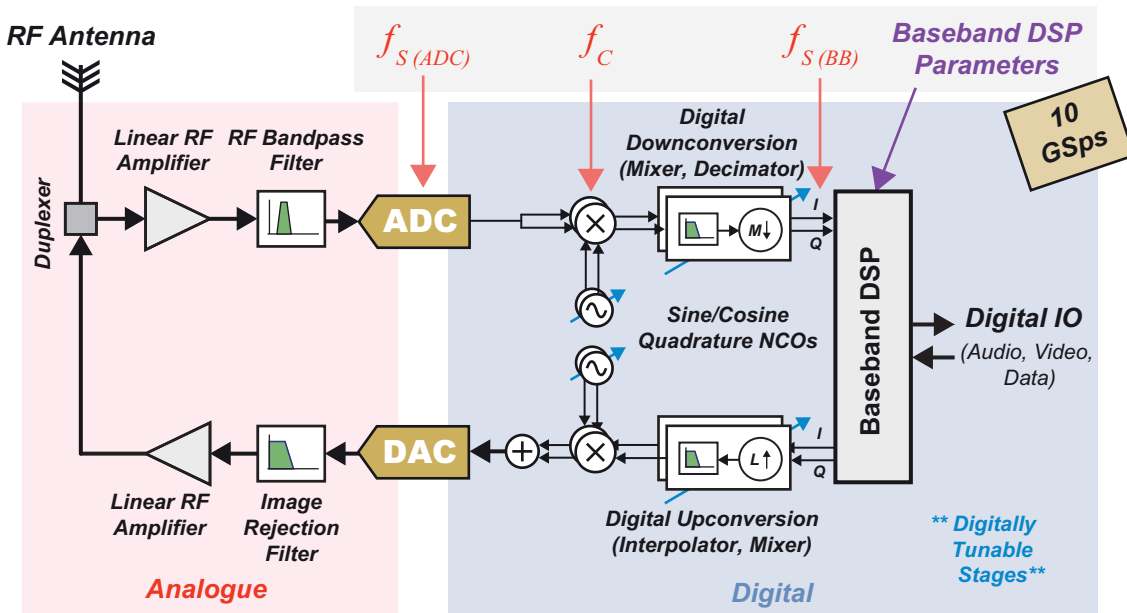 RF Antenna
f S (ADC)
f C
f S (BB)
Baseband DSP
Parameters
10
GSps
Linear RF
Amplifier
RF Bandpass
Filter
Digital
Downconversion
(Mixer, Decimator)
Duplexer
ADC
M↓
I
Q
Baseband DSP
Sine/Cosine
Quadrature NCOs
Digital IO
(Audio, Video,
Data)
DAC
L↑
I
Q
Linear RF
Amplifier
Image
Rejection
Filter
Digital Upconversion
(Interpolator, Mixer)
** Digitally
Tunable
Stages**
Analogue
Digital